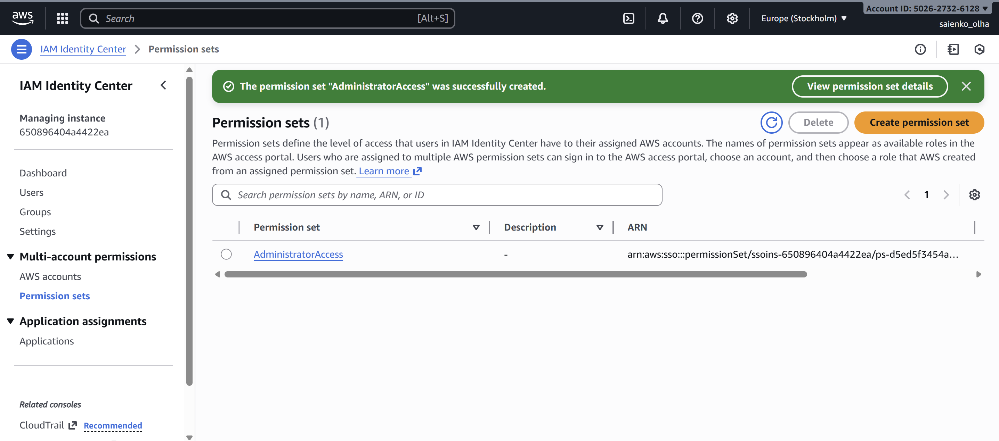 aws
Search
[Alt+S]
Europe (Stockholm)
Account ID: 5026-2732-6128
saienko_olha
IAM Identity Center
Permission sets
IAM Identity Center
Managing instance
650896404a4422ea
Dashboard
Users
Groups
Settings
Multi-account permissions
AWS accounts
Permission sets
Application assignments
Applications
Related consoles
CloudTrail
Recommended
The permission set "AdministratorAccess" was successfully created.
View permission set details
Permission sets (1)
Delete
Create permission set
Permission sets define the level of access that users in IAM Identity Center have to their assigned AWS accounts. The names of permission sets appear as available roles in the
AWS access portal. Users who are assigned to multiple AWS permission sets can sign in to the AWS access portal, choose an account, and then choose a role that AWS created
from an assigned permission set. Learn more
Search permission sets by name, ARN, or ID
1
Permission set
Description
ARN
AdministratorAccess
-
arn:aws:sso:::permissionSet/ssoins-650896404a4422ea/ps-d5ed5f3454a...